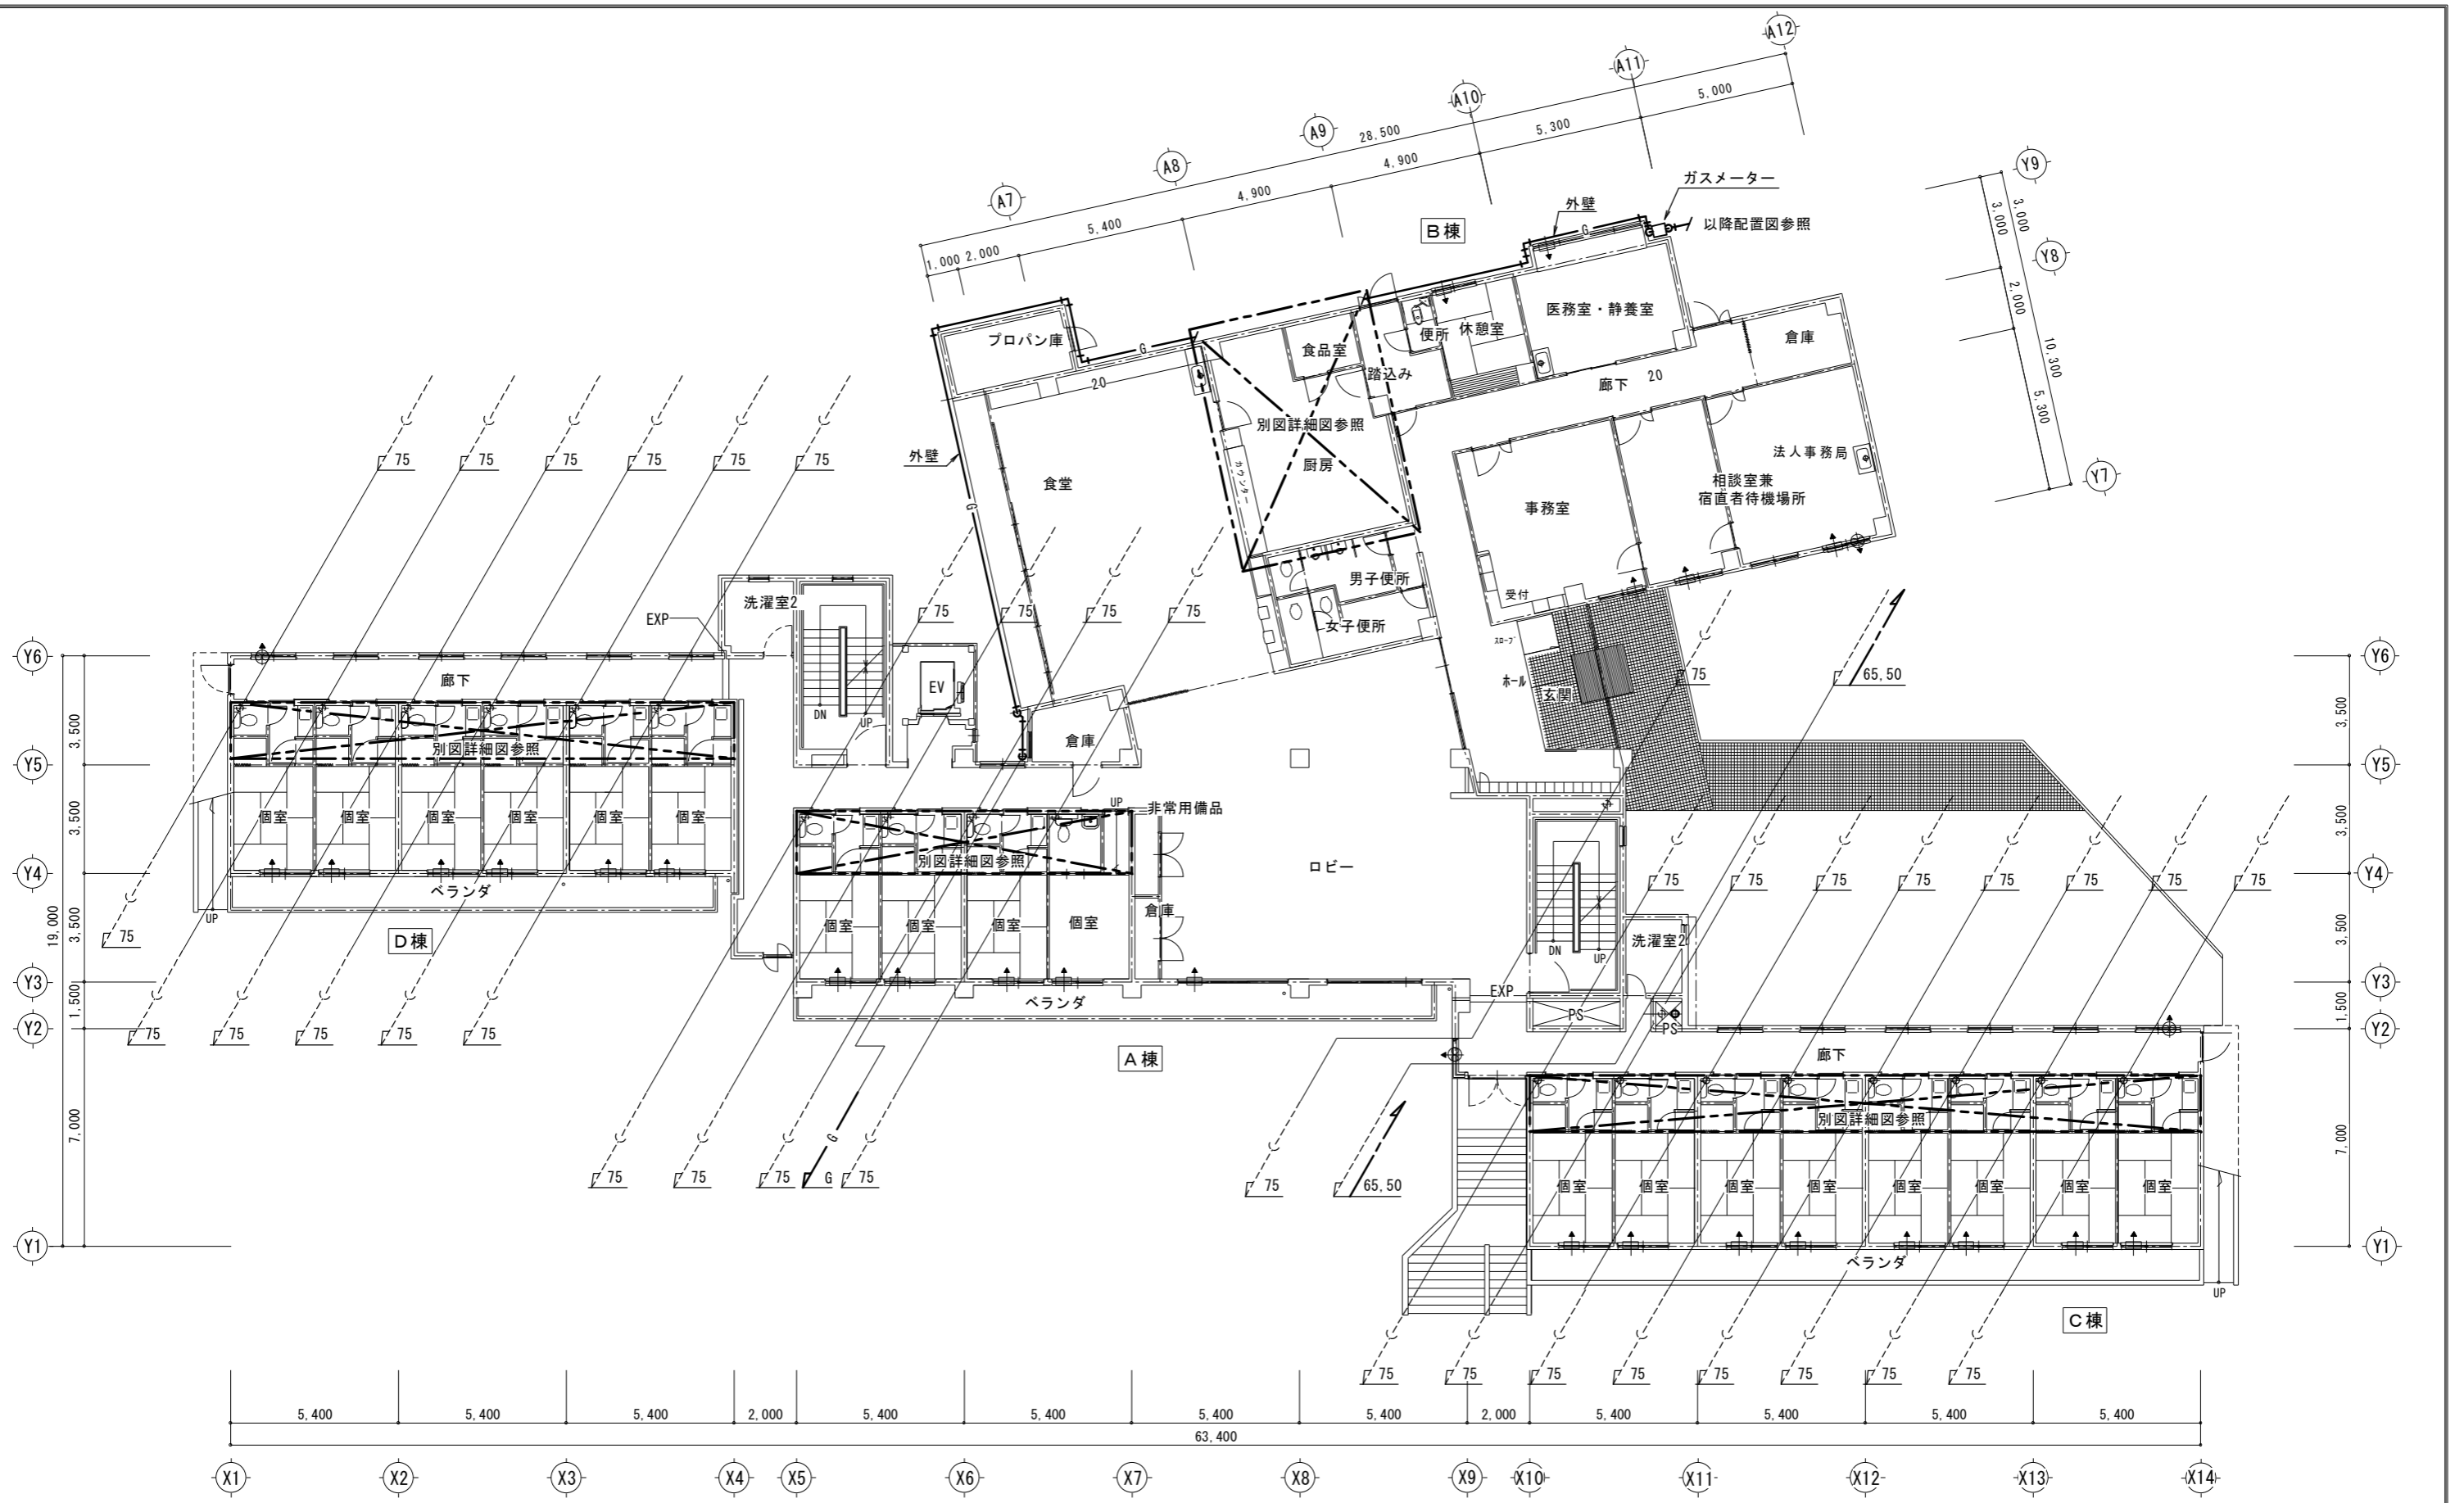 A12
A11
5,000
A10
28,500
5,300
A9
4,900
A8
4,900
A7
5,400
1,000 2,000
ガスメーター
外壁
G
以降配置図参照
B棟
Y9
3,000
3,000
Y8
2,000
10,300
5,300
Y7
プロパン庫
G
20
食品室
便所
休憩室
医務室・静養室
倉庫
踏込み
廊下 20
別図詳細図参照
厨房
カウンター
外壁
G
食堂
事務室
相談室兼
宿直者待機場所
法人事務局
男子便所
女子便所
受付
スロープ
ホール
玄関
75
75
75
75
75
75
75
75
75
75
75
65,50
洗濯室2
EXP
EV
DN
UP
倉庫
Y6
廊下
Y6
3,500
別図詳細図参照
3,500
Y5
Y5
3,500
個室
個室
個室
個室
個室
個室
3,500
UP
非常用備品
別図詳細図参照
ロビー
Y4
ベランダ
Y4
UP
19,000
3,500
D棟
75
個室
個室
個室
個室
倉庫
75
75
75
75
75
75
75
75
洗濯室2
DN
UP
3,500
Y3
Y3
1,500
ベランダ
EXP
PS
PS
1,500
Y2
Y2
75
75
75
75
75
A棟
廊下
7,000
別図詳細図参照
7,000
G
75
75
75
G
75
75
65,50
個室
個室
個室
個室
個室
個室
個室
個室
Y1
Y1
ベランダ
UP
C棟
75
75
75
75
75
75
75
75
5,400
5,400
5,400
2,000
5,400
5,400
5,400
5,400
2,000
5,400
5,400
5,400
5,400
63,400
X1
X2
X3
X4
X5
X6
X7
X8
X9
X10
X11
X12
X13
X14